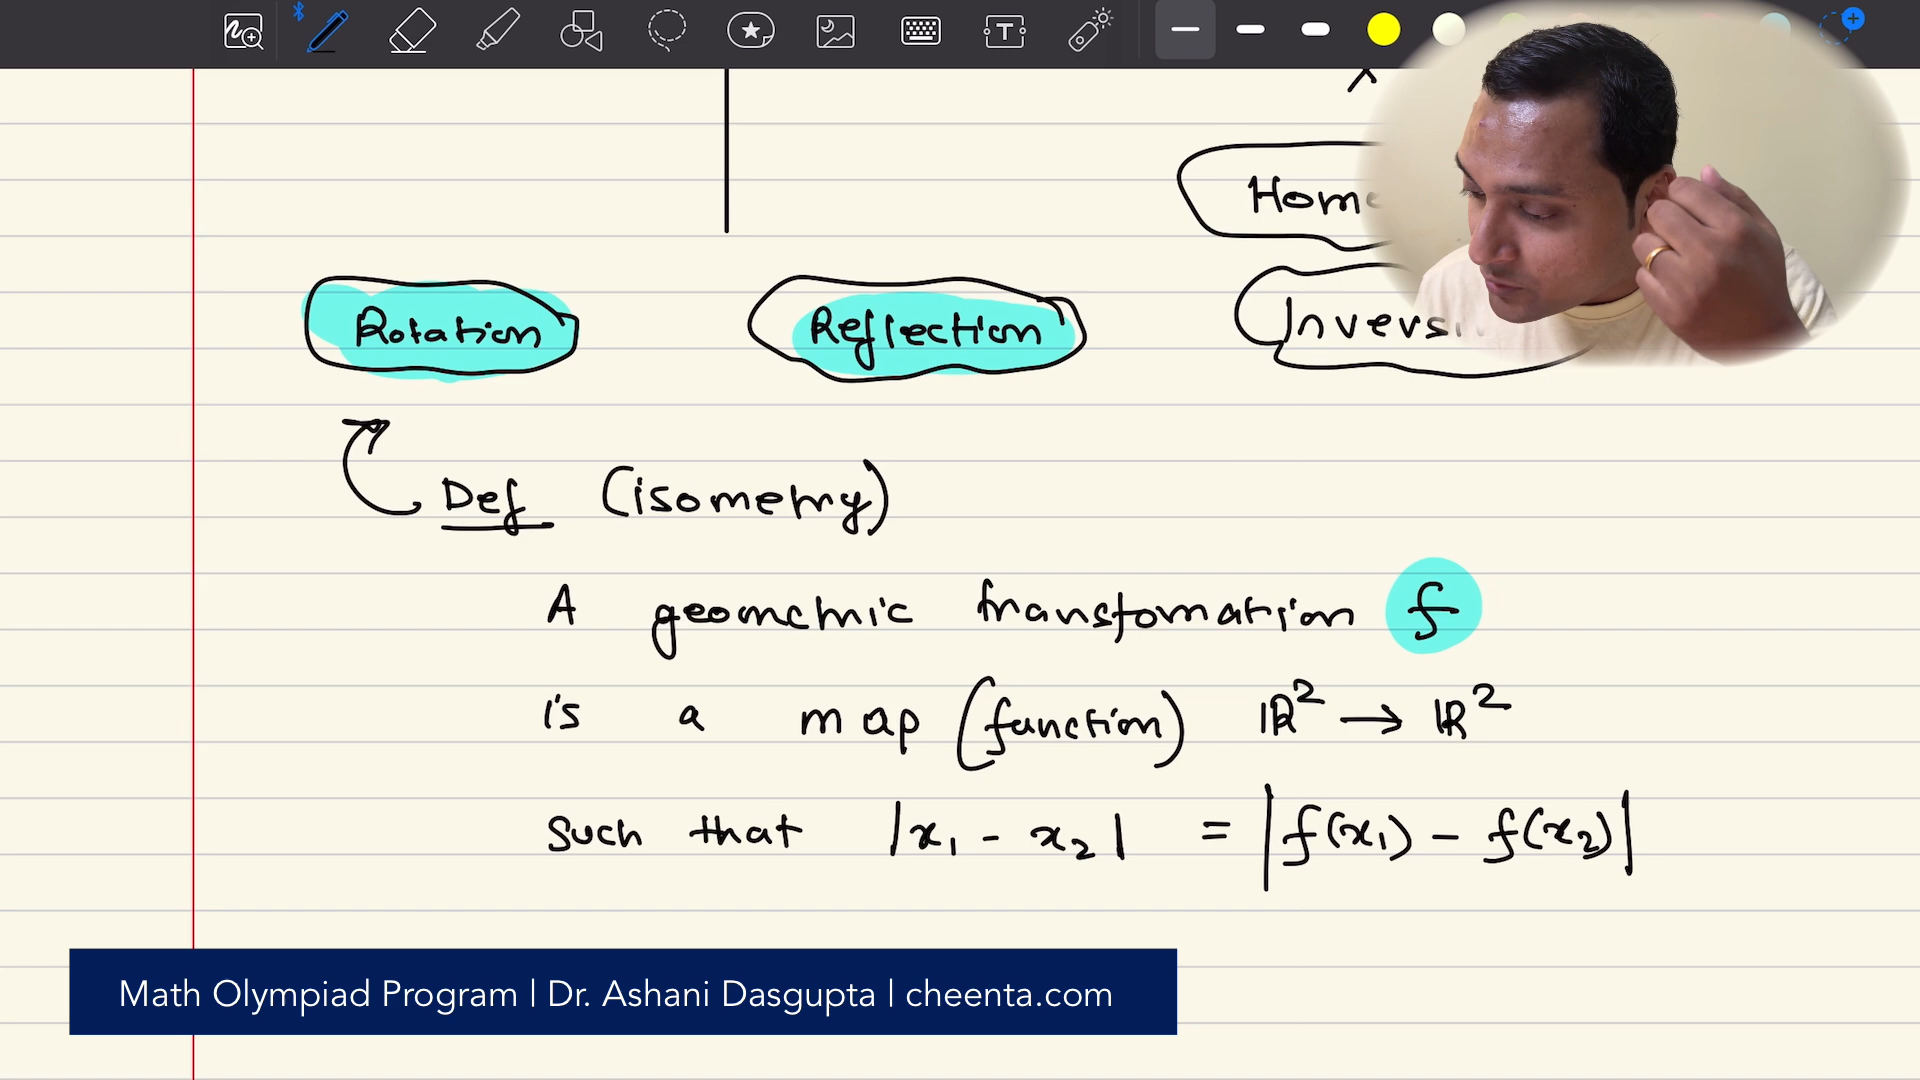 Rotation Reflection
Def (isometry)
A geometric transfomation f
is a map (function) ℝ² → ℝ²
such that |x₁ - x₂| = |f(x₁) - f(x₂)|
Math Olympiad Program | Dr. Ashani Dasgupta | cheenta.com